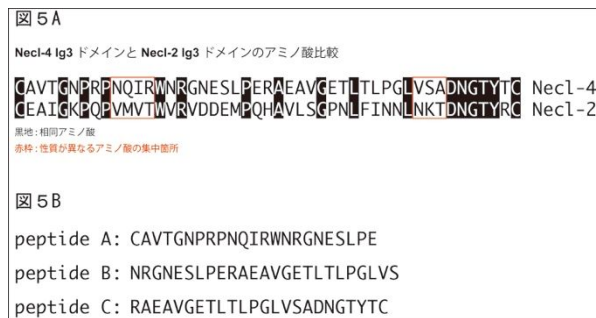 図５A
Necl-4 Ig3 ドメインと Necl-2 Ig3 ドメインのアミノ酸比較
CAVTGNPRPNQIRWNRGNESLPERAEAVGETLTLPGLVSADNGTYTC Necl-4
CEAIGKPQPVMVTWVRVDDEMPQHAVLSGPNLFINNLNKTDNGTYRC Necl-2
黒地：相同アミノ酸
赤枠：性質が異なるアミノ酸の集中箇所
図５B
peptide A: CAVTGNPRPNQIRWNRGNESLPE
peptide B: NRGNESLPERAEAVGETLTLPGLVS
peptide C: RAEAVGETLTLPGLVSADNGTYTC